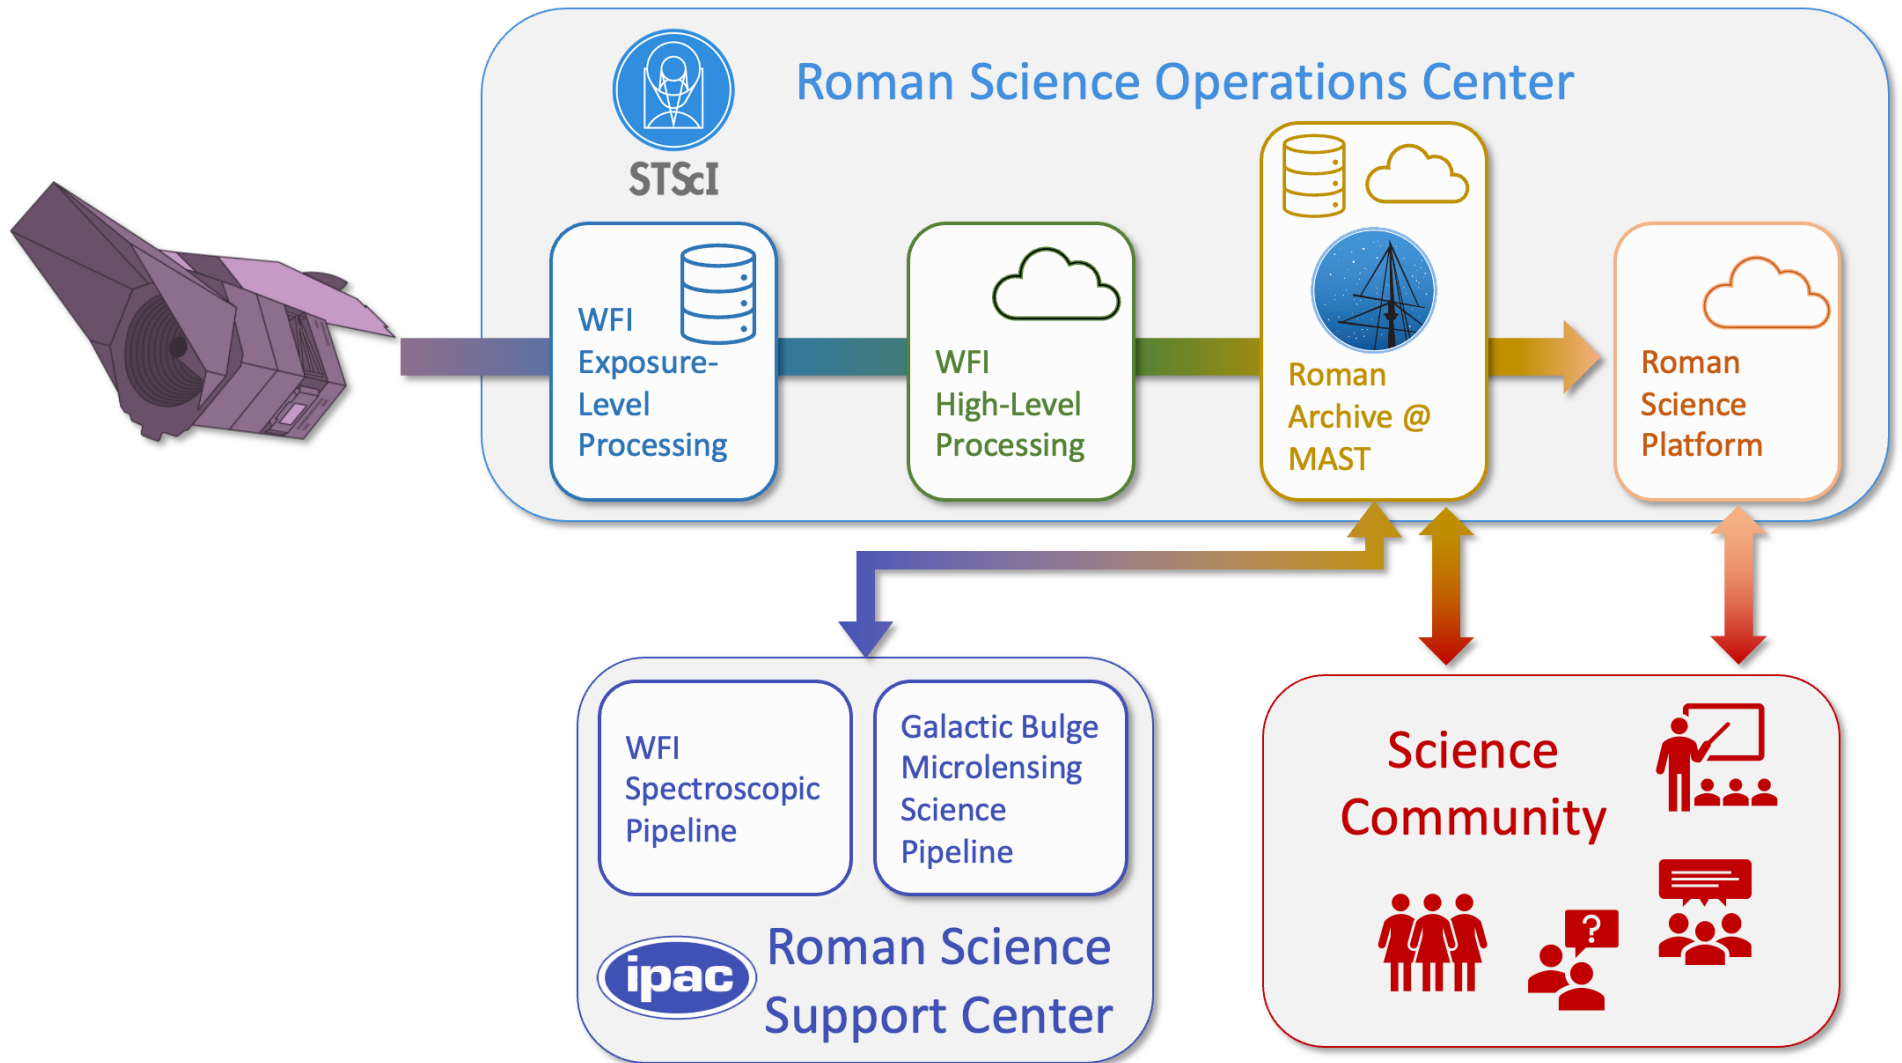 Roman Science Operations Center
STScI
WFI
Exposure-
Level
Processing
WFI
High-Level
Processing
Roman
Archive @
MAST
Roman
Science
Platform
WFI
Spectroscopic
Pipeline
Galactic Bulge
Microlensing
Science
Pipeline
ipac
Roman Science
Support Center
Science
Community
?